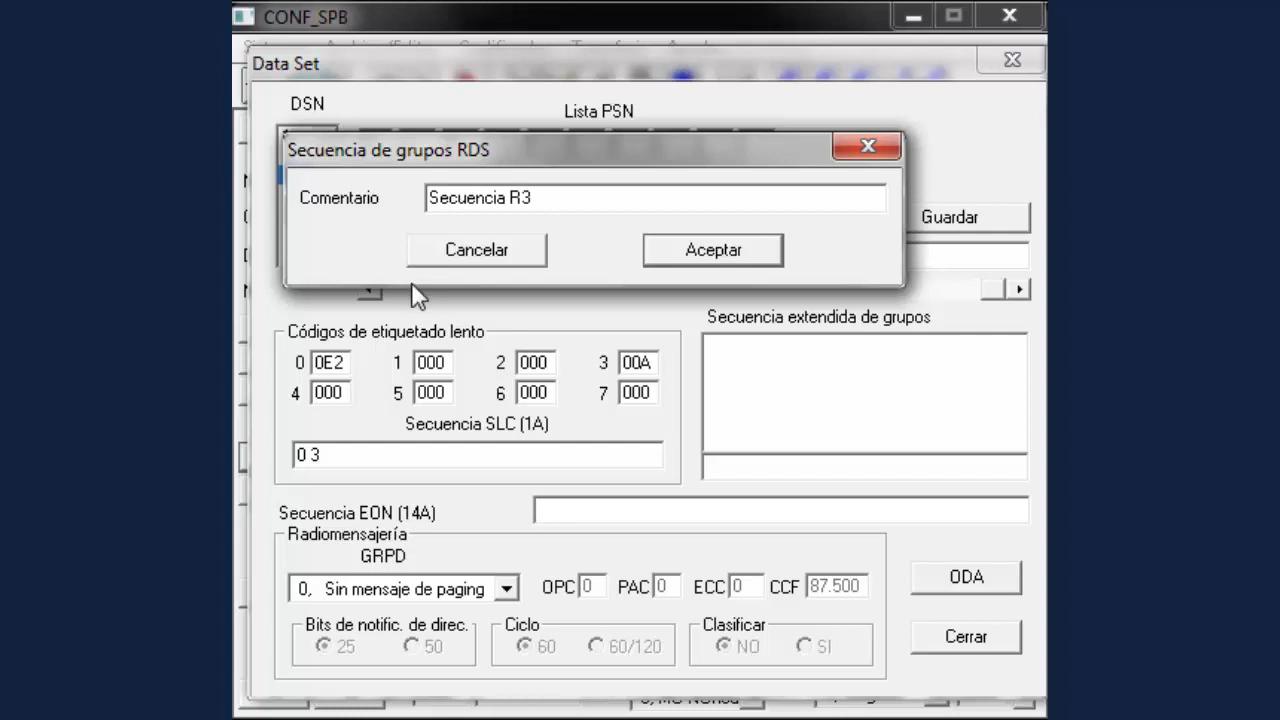 CONF_SPB
Data Set
DSN
Lista PSN
Secuencia de grupos RDS
Comentario Secuencia R3
Cancelar Aceptar
Guardar
Códigos de etiquetado lento
0 0E2 1 000 2 000 3 00A
4 000 5 000 6 000 7 000
Secuencia SLC (1A)
0 3
Secuencia extendida de grupos
Secuencia EON (14A)
Radiomensajería
GRPD
0, Sin mensaje de paging OPC 0 PAC 0 ECC 0 CCF 87.500
Bits de notific. de direc.
25 50
Ciclo
60 60/120
Clasificar
NO SI
ODA
Cerrar